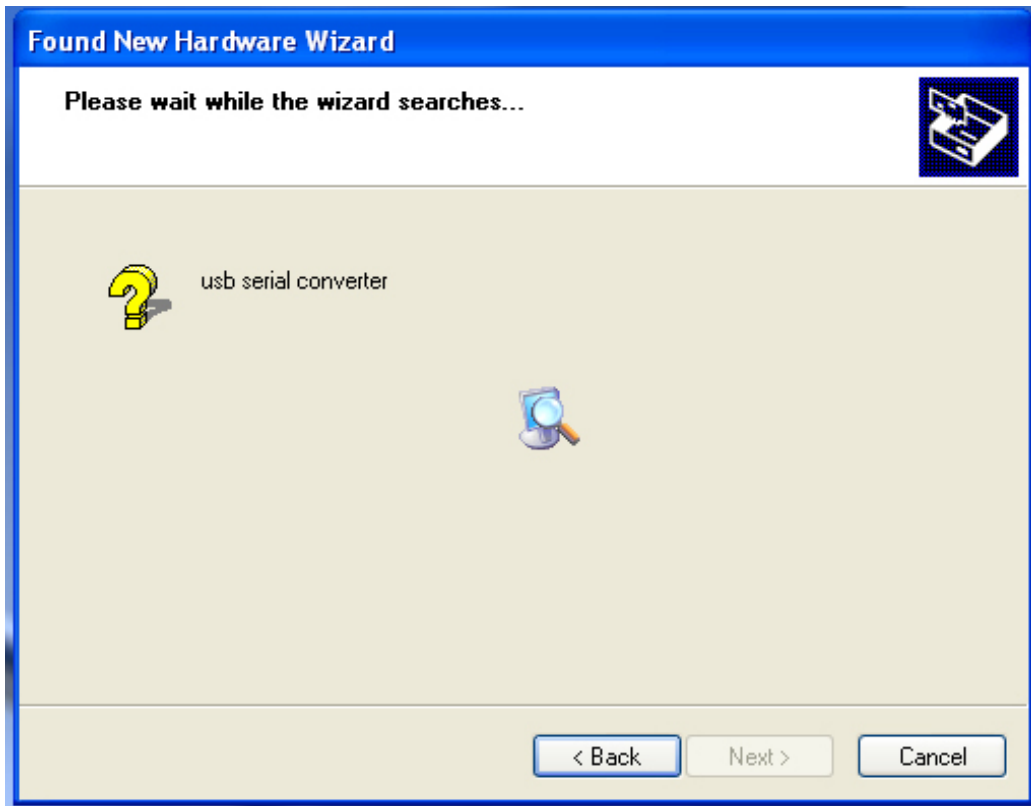 Found New Hardware Wizard
Please wait while the wizard searches...
usb serial converter
< Back
Next >
Cancel